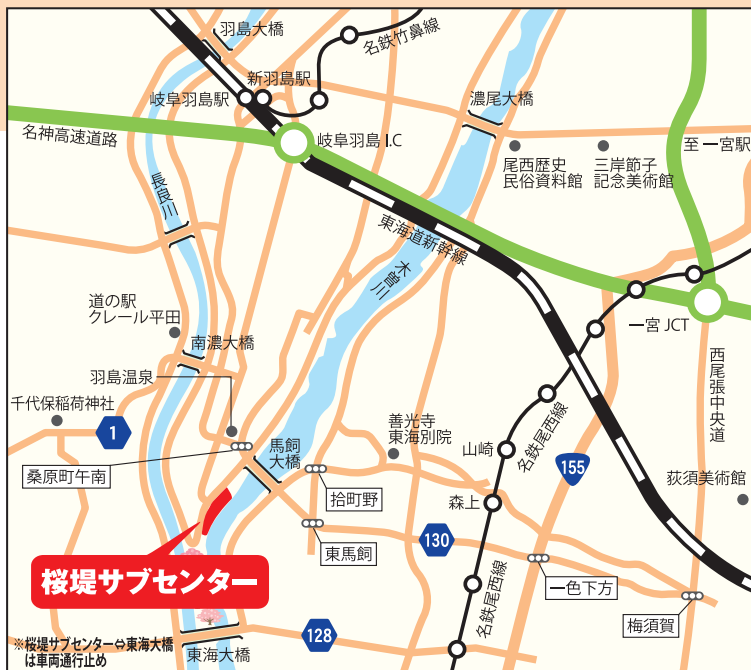 羽島大橋
名鉄竹鼻線
新羽島駅
岐阜羽島駅
濃尾大橋
名神高速道路
岐阜羽島I.C
尾西歴史
民俗資料館
三岸節子
記念美術館
至 一宮駅
長良川
東海道新幹線
木曽川
道の駅
クレール平田
一宮JCT
南濃大橋
西尾張中央道
羽島温泉
千代保稲荷神社
1
馬飼
大橋
善光寺
東海別院
山崎
名鉄尾西線
155
桑原町午南
拾町野
森上
荻須美術館
東馬飼
130
桜堤サブセンター
一色下方
名鉄尾西線
梅須賀
128
※桜堤サブセンター⇔東海大橋
は車両通行止め
東海大橋